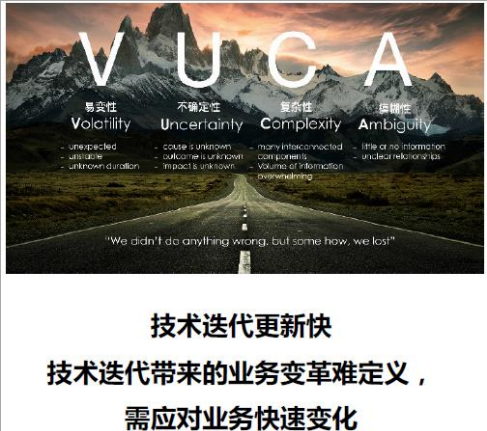 VUCA
易变性 不确定性 复杂性 模糊性
Volatility Uncertainty Complexity Ambiguity
- unexpected
- unstable
- unknown duration
- cause is unknown
- outcome is unknown
- impact is unknown
- many interconnected
components
- Volume of information
overwhelming
- little or no information
- unclear relationships
"We didn't do anything wrong, but some how, we lost"
技术迭代更新快
技术迭代带来的业务变革难定义，
需应对业务快速变化